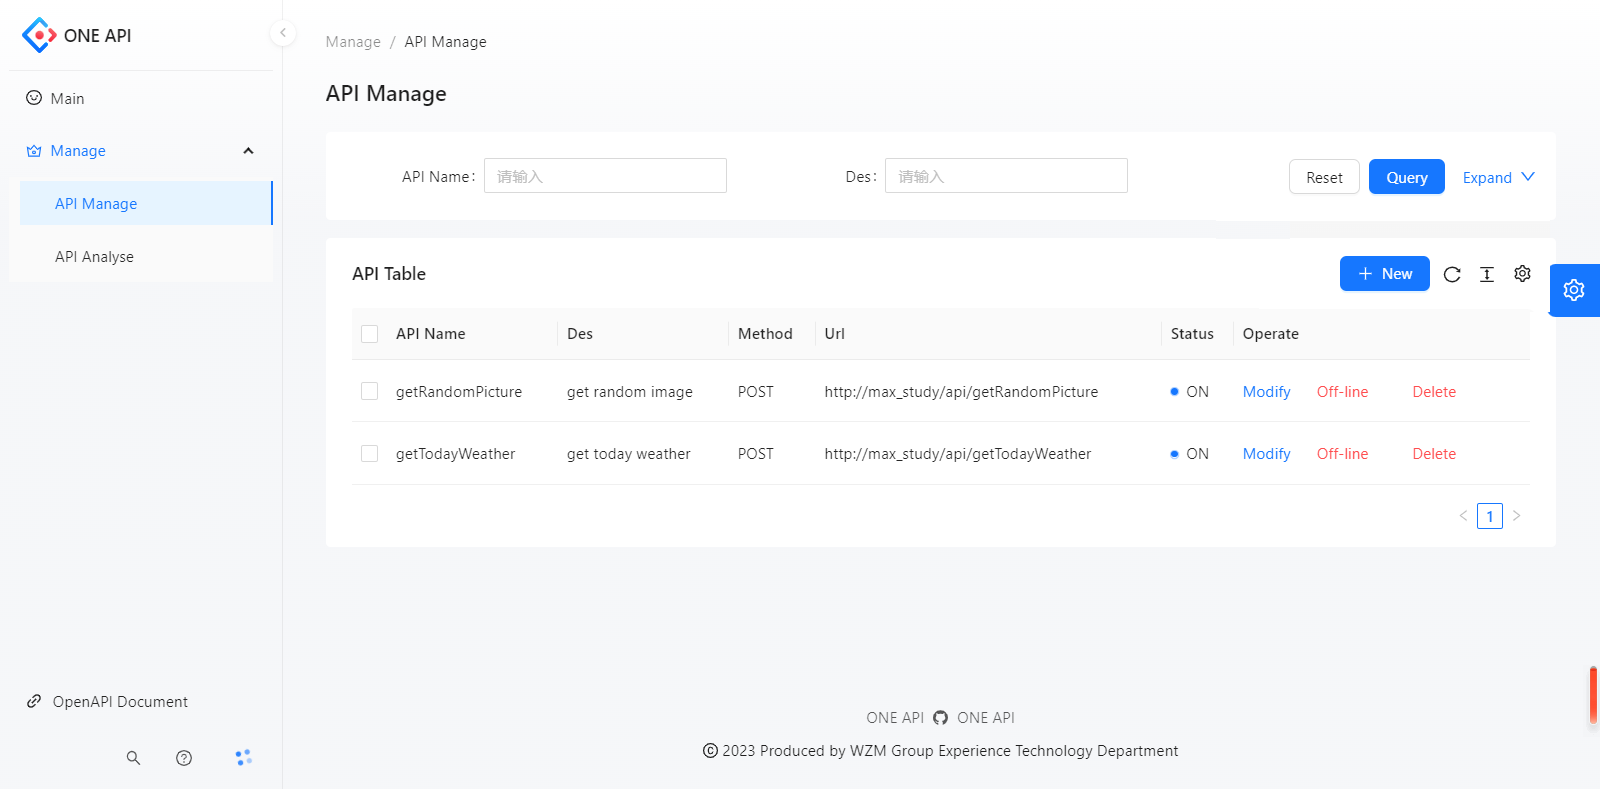 ONE API
Manage / API Manage
Main
Manage
API Manage
API Analyse
OpenAPI Document
API Manage
API Name: 请输入 Des: 请输入 Reset Query Expand
API Table New
API Name Des Method Url Status Operate
getRandomPicture get random image POST http://max_study/api/getRandomPicture ON Modify Off-line Delete
getTodayWeather get today weather POST http://max_study/api/getTodayWeather ON Modify Off-line Delete
< 1 >
ONE API ONE API
© 2023 Produced by WZM Group Experience Technology Department